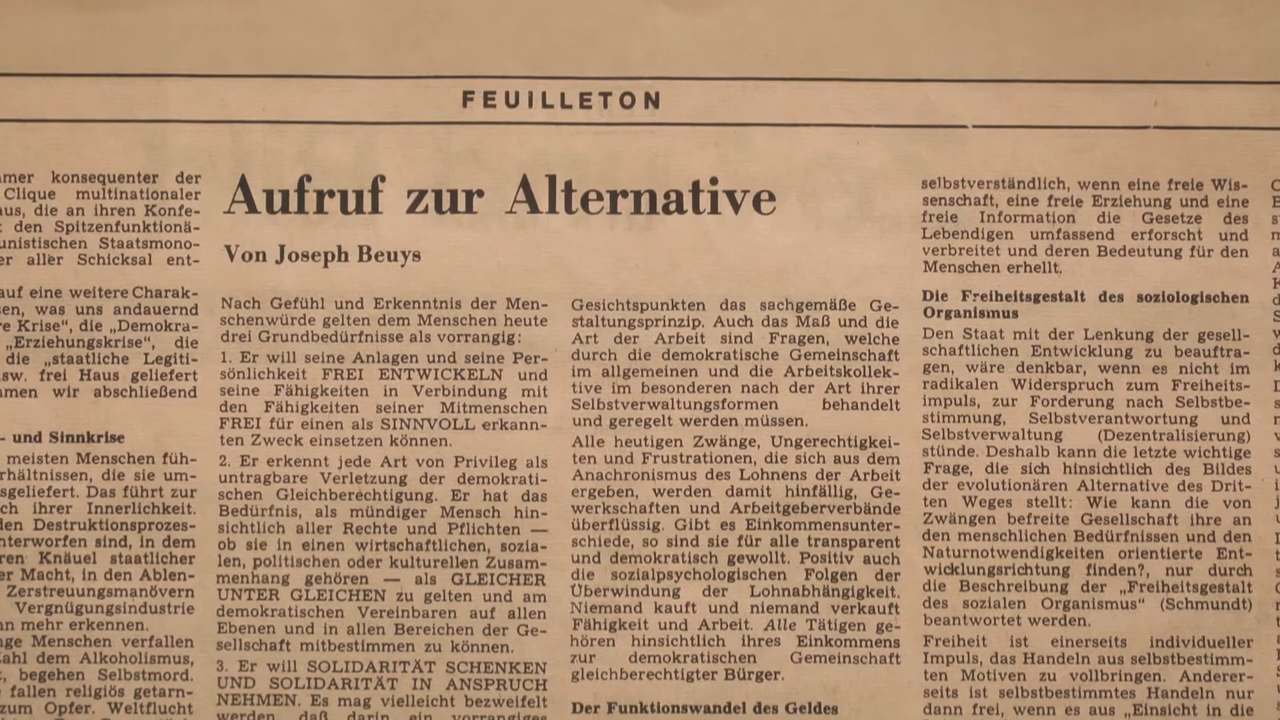 FEUILLETON
mer konsequenter der
Clique multinationaler
aus, die an ihren Konfe-
den Spitzenfunktionä-
unistischen Staatsmono-
er aller Schicksal ent-
auf eine weitere Charak-
sen, was uns andauernd
re Krise“, die „Demokra-
„Erziehungskrise“, die
die „staatliche Legiti-
sw. frei Haus geliefert
men wir abschließend
- und Sinnkrise
meisten Menschen füh-
rhältnissen, die sie um-
sgeliefert. Das führt zur
ch ihrer Innerlichkeit.
den Destruktionsprozes-
nterworfen sind, in dem
ren Knäuel staatlicher
er Macht, in den Ablen-
Zerstreuungsmanövern
Vergnügungsindustrie
nn mehr erkennen.
nge Menschen verfallen
ahl dem Alkoholismus,
, begehen Selbstmord.
fallen religiös getarn-
zum Opfer. Weltflucht
Aufruf zur Alternative
Von Joseph Beuys
Nach Gefühl und Erkenntnis der Men-
schenwürde gelten dem Menschen heute
drei Grundbedürfnisse als vorrangig:
1. Er will seine Anlagen und seine Per-
sönlichkeit FREI ENTWICKELN und
seine Fähigkeiten in Verbindung mit
den Fähigkeiten seiner Mitmenschen
FREI für einen als SINNVOLL erkann-
ten Zweck einsetzen können.
2. Er erkennt jede Art von Privileg als
untragbare Verletzung der demokrati-
schen Gleichberechtigung. Er hat das
Bedürfnis, als mündiger Mensch hin-
sichtlich aller Rechte und Pflichten —
ob sie in einen wirtschaftlichen, sozia-
len, politischen oder kulturellen Zusam-
menhang gehören — als GLEICHER
UNTER GLEICHEN zu gelten und am
demokratischen Vereinbaren auf allen
Ebenen und in allen Bereichen der Ge-
sellschaft mitbestimmen zu können.
3. Er will SOLIDARITÄT SCHENKEN
UND SOLIDARITÄT IN ANSPRUCH
NEHMEN. Es mag vielleicht bezweifelt
werden, daß darin ein vorrangiges
Gesichtspunkten das sachgemäße Ge-
staltungsprinzip. Auch das Maß und die
Art der Arbeit sind Fragen, welche
durch die demokratische Gemeinschaft
im allgemeinen und die Arbeitskollek-
tive im besonderen nach der Art ihrer
Selbstverwaltungsformen behandelt
und geregelt werden müssen.
Alle heutigen Zwänge, Ungerechtigkei-
ten und Frustrationen, die sich aus dem
Anachronismus des Lohnens der Arbeit
ergeben, werden damit hinfällig, Ge-
werkschaften und Arbeitgeberverbände
überflüssig. Gibt es Einkommensunter-
schiede, so sind sie für alle transparent
und demokratisch gewollt. Positiv auch
die sozialpsychologischen Folgen der
Überwindung der Lohnabhängigkeit.
Niemand kauft und niemand verkauft
Fähigkeit und Arbeit. Alle Tätigen ge-
hören hinsichtlich ihres Einkommens
zur demokratischen Gemeinschaft
gleichberechtigter Bürger.
Der Funktionswandel des Geldes
selbstverständlich, wenn eine freie Wis-
senschaft, eine freie Erziehung und eine
freie Information die Gesetze des
Lebendigen umfassend erforscht und
verbreitet und deren Bedeutung für den
Menschen erhellt.
Die Freiheitsgestalt des soziologischen
Organismus
Den Staat mit der Lenkung der gesell-
schaftlichen Entwicklung zu beauftra-
gen, wäre denkbar, wenn es nicht im
radikalen Widerspruch zum Freiheits-
impuls, zur Forderung nach Selbstbe-
stimmung, Selbstverantwortung und
Selbstverwaltung (Dezentralisierung)
stünde. Deshalb kann die letzte wichtige
Frage, die sich hinsichtlich des Bildes
der evolutionären Alternative des Drit-
ten Weges stellt: Wie kann die von
Zwängen befreite Gesellschaft ihre an
den menschlichen Bedürfnissen und den
Naturnotwendigkeiten orientierte Ent-
wicklungsrichtung finden?, nur durch
die Beschreibung der „Freiheitsgestalt
des sozialen Organismus“ (Schmundt)
beantwortet werden.
Freiheit ist einerseits individueller
Impuls, das Handeln aus selbstbestimm-
ten Motiven zu vollbringen. Anderer-
seits ist selbstbestimmtes Handeln nur
dann frei, wenn es aus „Einsicht in die